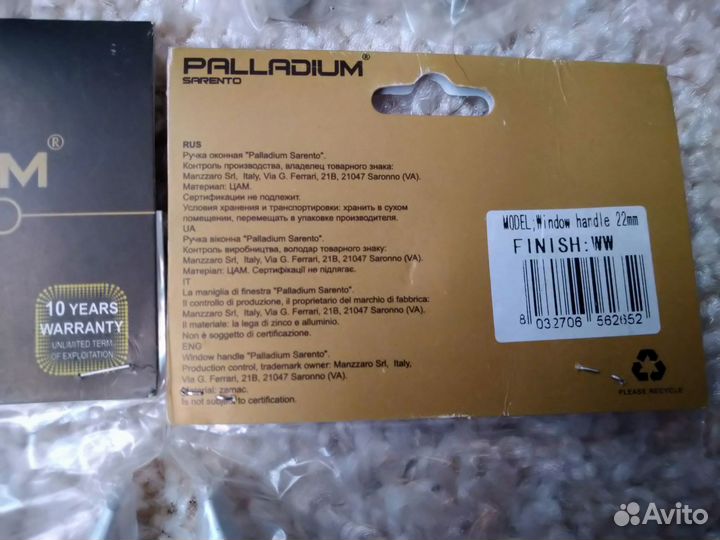 M®
10 YEARS
WARRANTY
UNLIMITED TERM
OF EXPLOITATION
PALLADIUM®
SARENTO
RUS
Ручка оконная "Palladium Sarento".
Контроль производства, владелец товарного знака:
Manzzaro Srl, Italy, Via G. Ferrari, 21B, 21047 Saronno (VA).
Материал: ЦАМ.
Сертификации не подлежит.
Условия хранения и транспортировки: хранить в сухом
помещении, перемещать в упаковке производителя.
UA
Ручка віконна "Palladium Sarento".
Контроль виробництва, володар товарного знаку:
Manzzaro Srl, Italy, Via G. Ferrari, 21B, 21047 Saronno (VA).
Матеріал: ЦАМ. Сертифікації не підлягає.
IT
La maniglia di finestra "Palladium Sarento".
Il controllo di produzione, il proprietario del marchio di fabbrica:
Manzzaro Srl, Italy, Via G. Ferrari, 21B, 21047 Saronno (VA).
Il materiale: la lega di zinco e alluminio.
Non è soggetto di certificazione.
ENG
Window handle "Palladium Sarento".
Production control, trademark owner: Manzzaro Srl, Italy,
Via G. Ferrari, 21B, 21047 Saronno (VA).
Material: zamac.
Is not subject to certification.
MODEL;Window handle 22mm
FINISH:WW
8 032706 562652
PLEASE RECYCLE
Avito